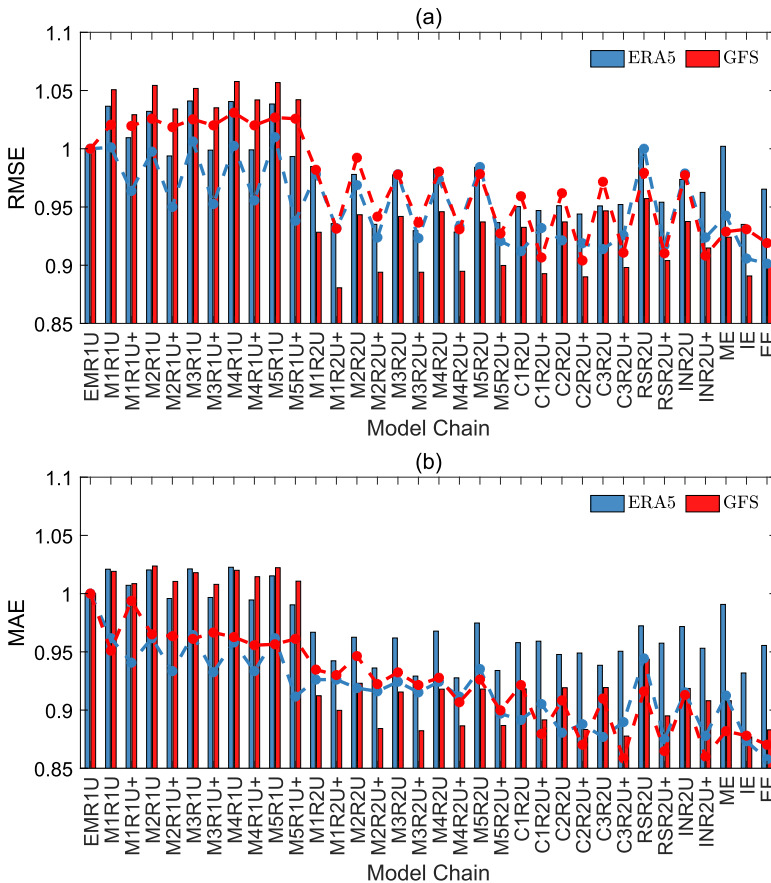 (a)
1.1
ERA5 GFS
1.05
1
0.95
0.9
0.85
RMSE
EMR1U
M1R1U
M1R1U+
M2R1U
M2R1U+
M3R1U
M3R1U+
M4R1U
M4R1U+
M5R1U
M5R1U+
M1R2U
M1R2U+
M2R2U
M2R2U+
M3R2U
M3R2U+
M4R2U
M4R2U+
M5R2U
M5R2U+
C1R2U
C1R2U+
C2R2U
C2R2U+
C3R2U
C3R2U+
RSR2U
RSR2U+
INR2U
INR2U+
ME
IE
Model Chain
(b)
1.1
ERA5 GFS
1.05
1
0.95
0.9
0.85
MAE
EMR1U
M1R1U
M1R1U+
M2R1U
M2R1U+
M3R1U
M3R1U+
M4R1U
M4R1U+
M5R1U
M5R1U+
M1R2U
M1R2U+
M2R2U
M2R2U+
M3R2U
M3R2U+
M4R2U
M4R2U+
M5R2U
M5R2U+
C1R2U
C1R2U+
C2R2U
C2R2U+
C3R2U
C3R2U+
RSR2U
RSR2U+
INR2U
INR2U+
ME
IE
Model Chain